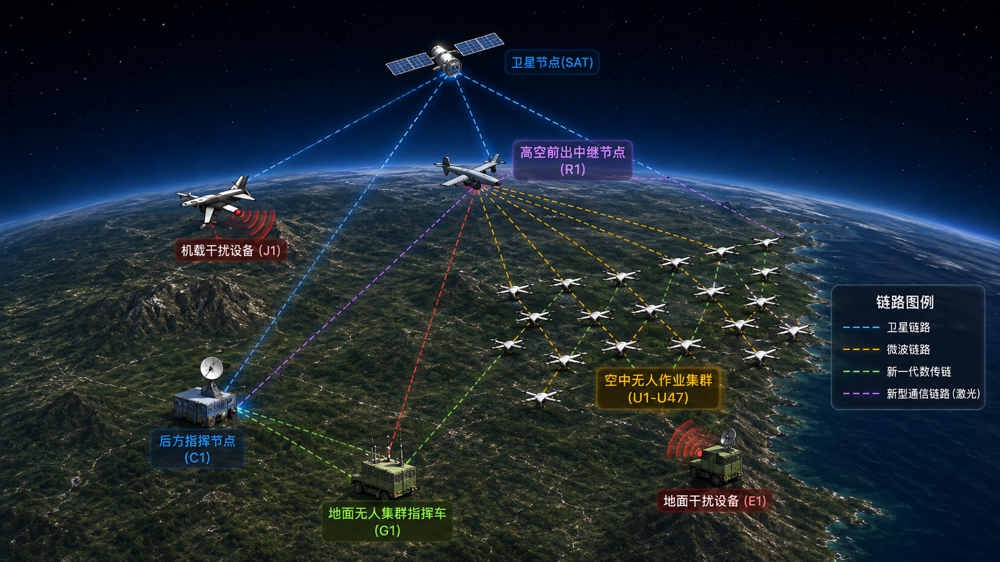 卫星节点(SAT)
高空前出中继节点
(R1)
机载干扰设备 (J1)
链路图例
卫星链路
微波链路
新一代数传链
新型通信链路 (激光)
空中无人作业集群
(U1-U47)
后方指挥节点
(C1)
地面干扰设备 (E1)
地面无人集群指挥车
(G1)